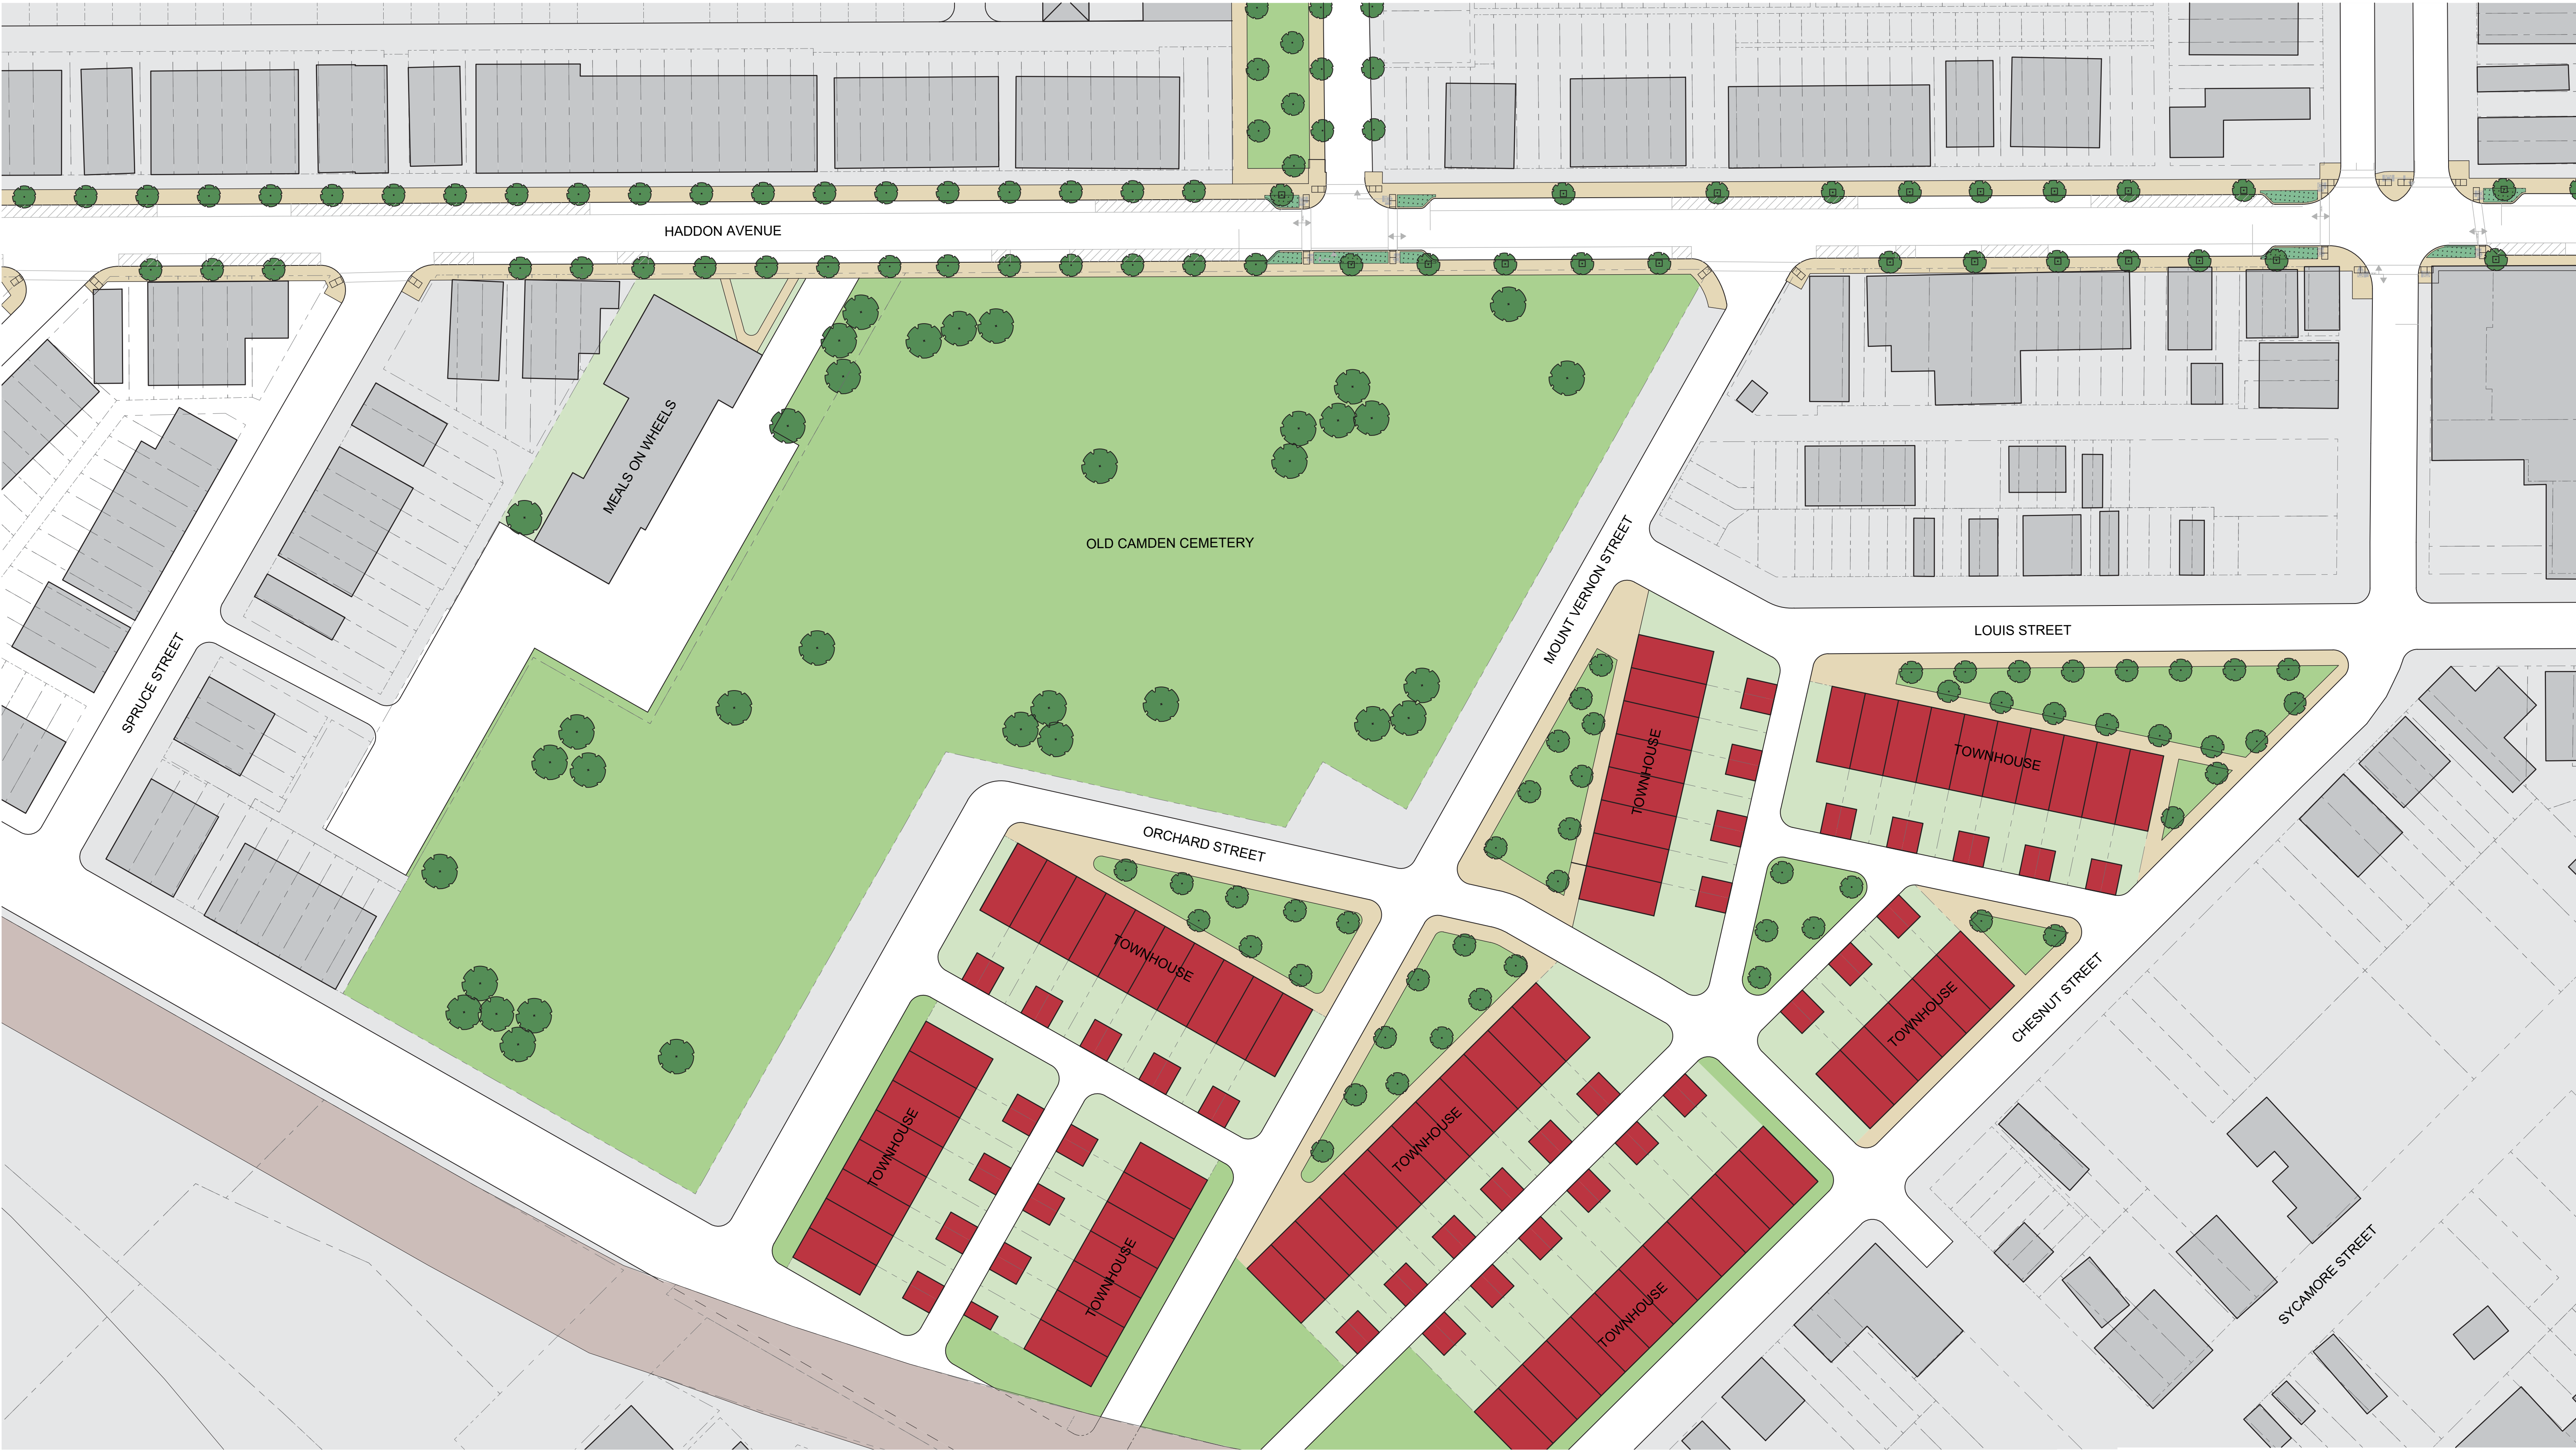 HADDON AVENUE
MEALS ON WHEELS
OLD CAMDEN CEMETERY
MOUNT VERNON STREET
LOUIS STREET
SPRUCE STREET
TOWNHOUSE
TOWNHOUSE
ORCHARD STREET
TOWNHOUSE
TOWNHOUSE
CHESNUT STREET
TOWNHOUSE
TOWNHOUSE
TOWNHOUSE
TOWNHOUSE
SYCAMORE STREET